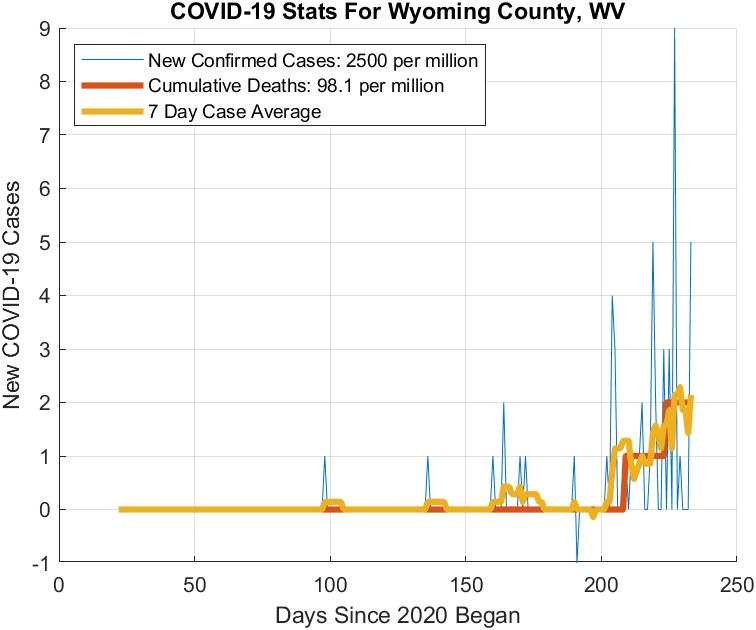 COVID-19 Stats For Wyoming County, WV
New Confirmed Cases: 2500 per million
Cumulative Deaths: 98.1 per million
7 Day Case Average
New COVID-19 Cases
9
8
7
6
5
4
3
2
1
0
-1
0 50 100 150 200 250
Days Since 2020 Began